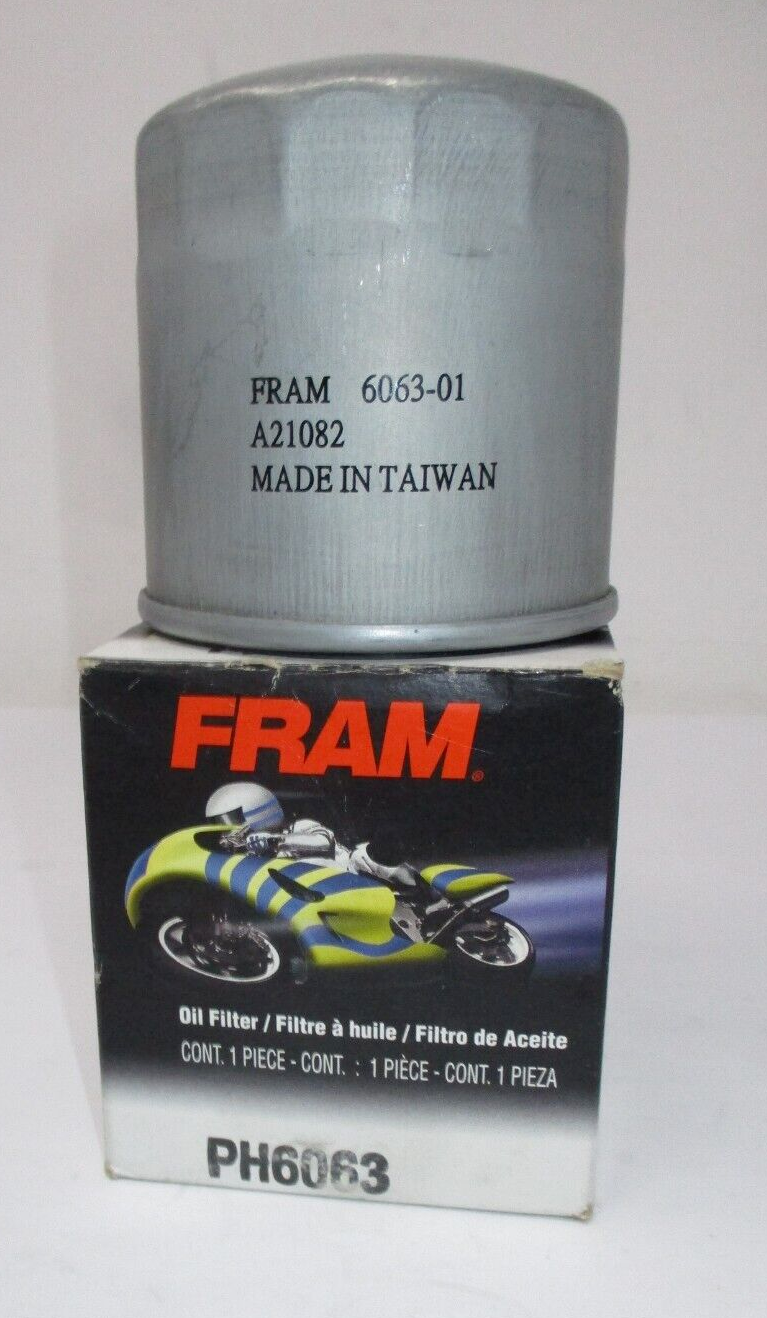 FRAM 6063-01
A21082
MADE IN TAIWAN
FRAM®
Oil Filter / Filtre à huile / Filtro de Aceite
CONT. 1 PIECE - CONT. : 1 PIÈCE - CONT. 1 PIEZA
PH6063